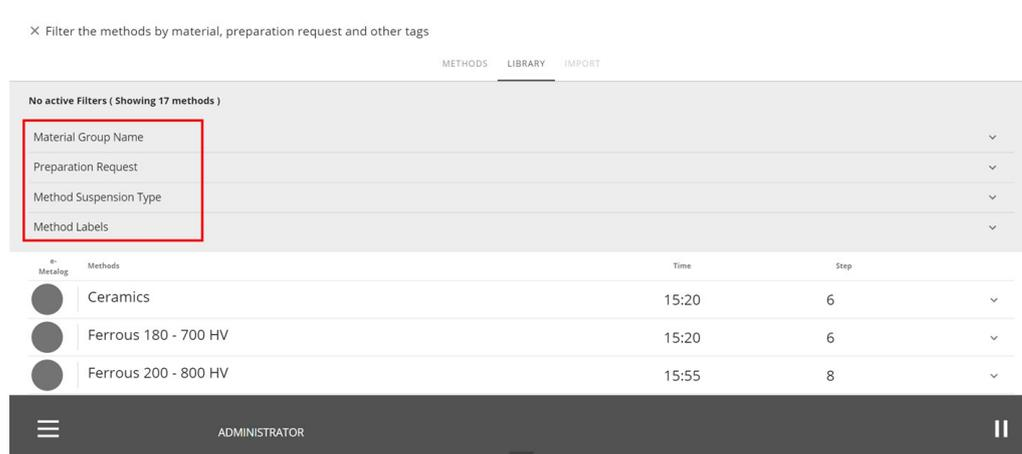 Filter the methods by material, preparation request and other tags
METHODS LIBRARY IMPORT
No active Filters ( Showing 17 methods )
Material Group Name
Preparation Request
Method Suspension Type
Method Labels
e-
Metalog Methods Time Step
Ceramics 15:20 6
Ferrous 180 - 700 HV 15:20 6
Ferrous 200 - 800 HV 15:55 8
ADMINISTRATOR